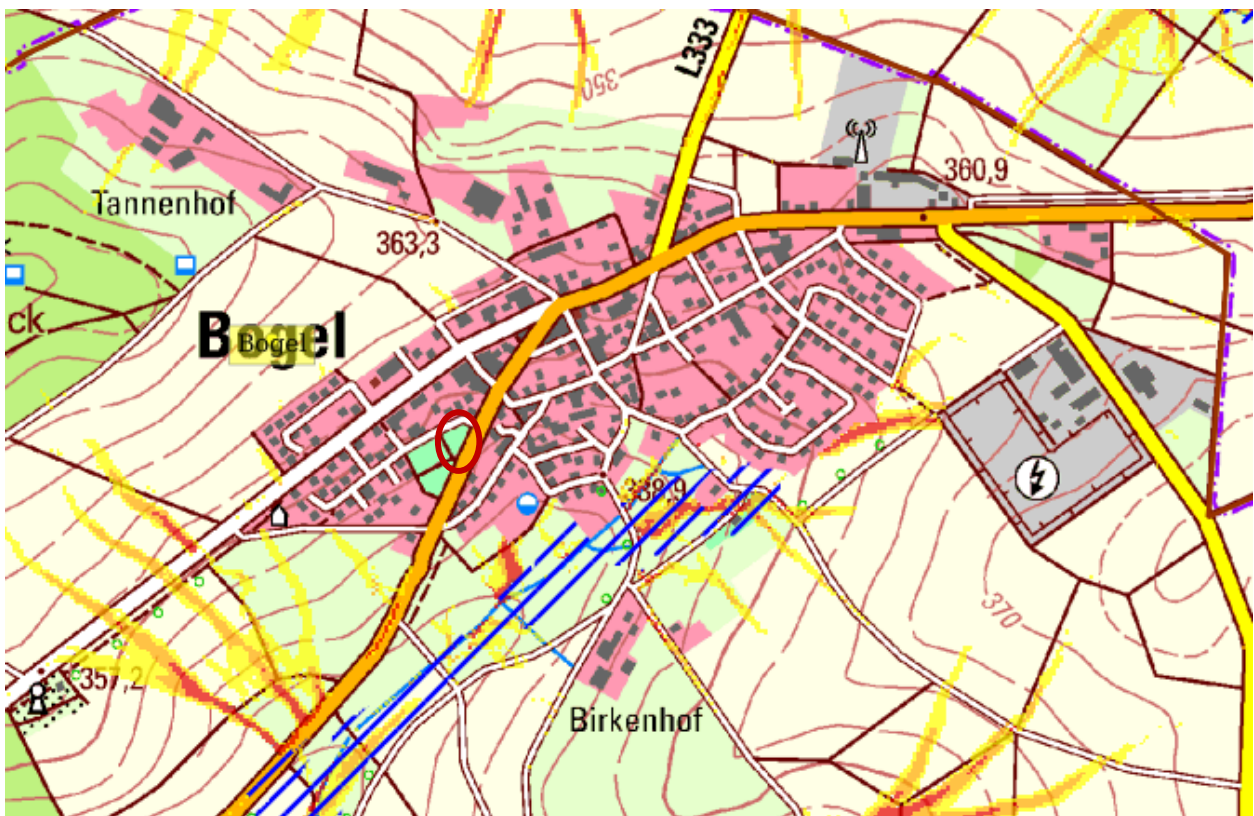 L333
350
360,9
Tannenhof
363,3
ck
Bogel
Bogel
338,9
370
357,2
Birkenhof